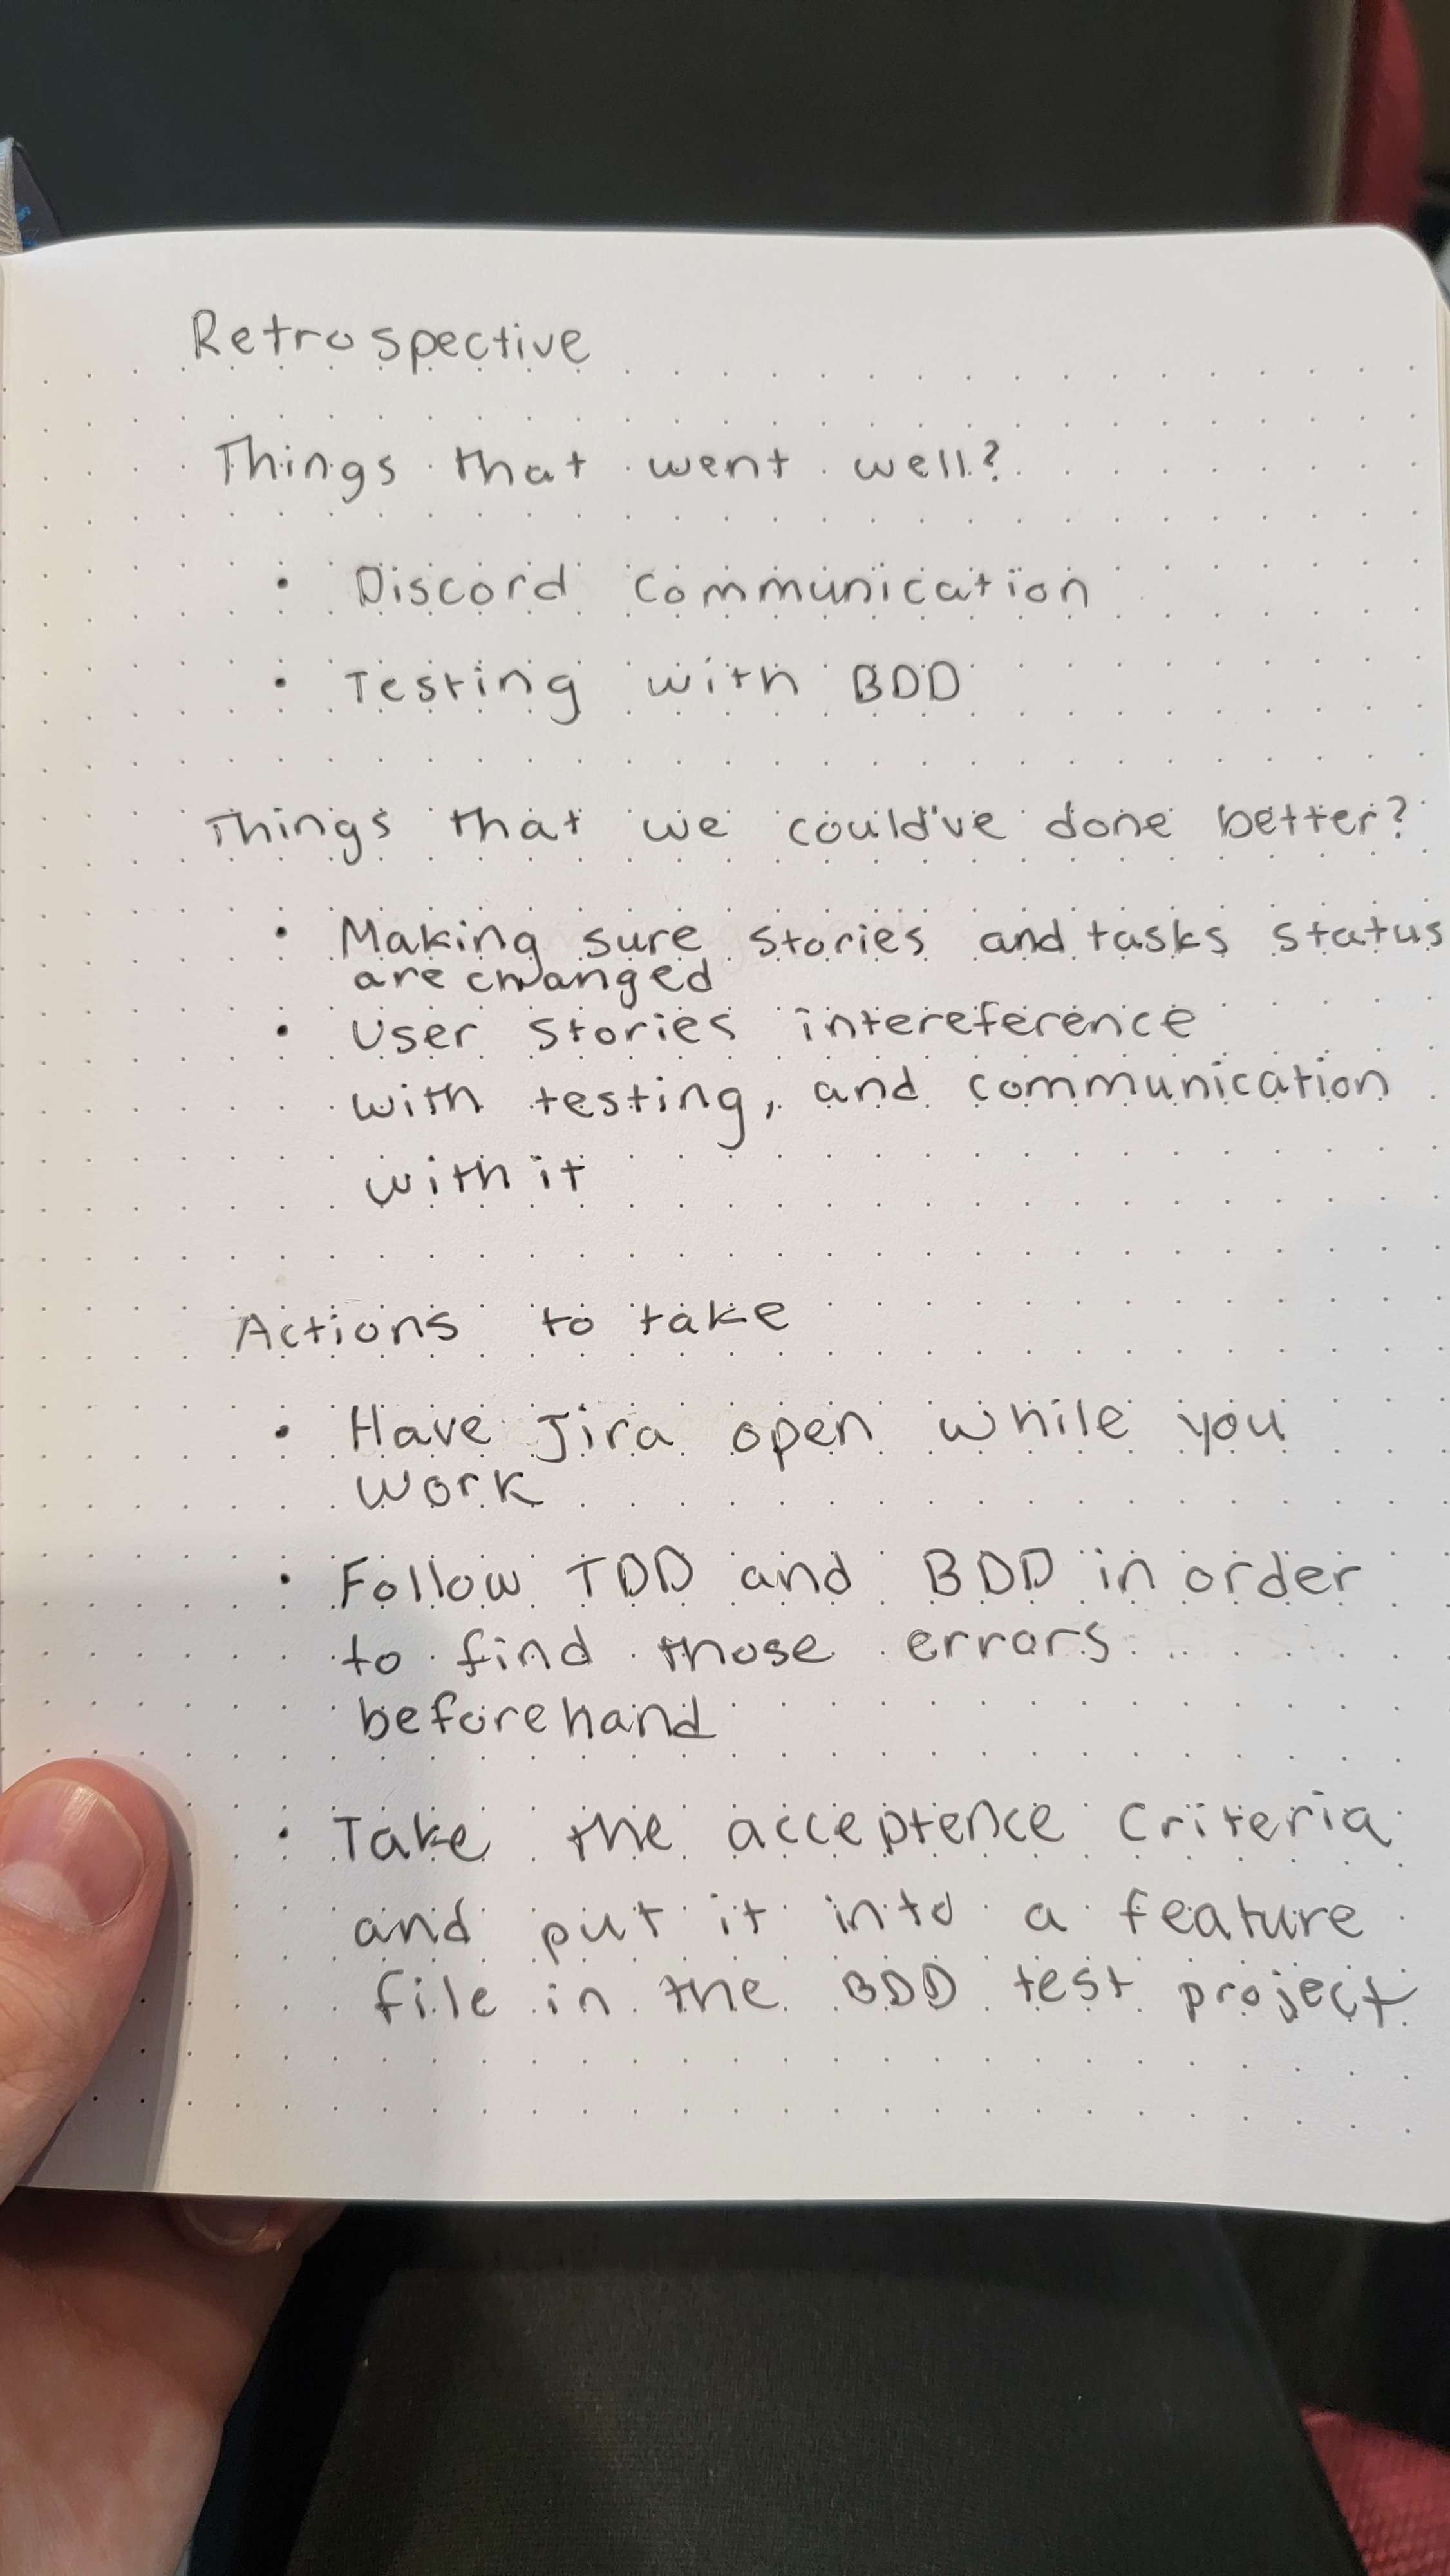 Retrospective
Things that went well?
• Discord communication
• Testing with BDD
Things that we could've done better?
• Making sure stories and tasks status
are changed
• User stories intereference
with testing, and communication
with it
Actions to take
• Have Jira open while you
work
• Follow TDD and BDD in order
to find those errors
beforehand
• Take the acceptence criteria
and put it into a feature
file in the BDD test project